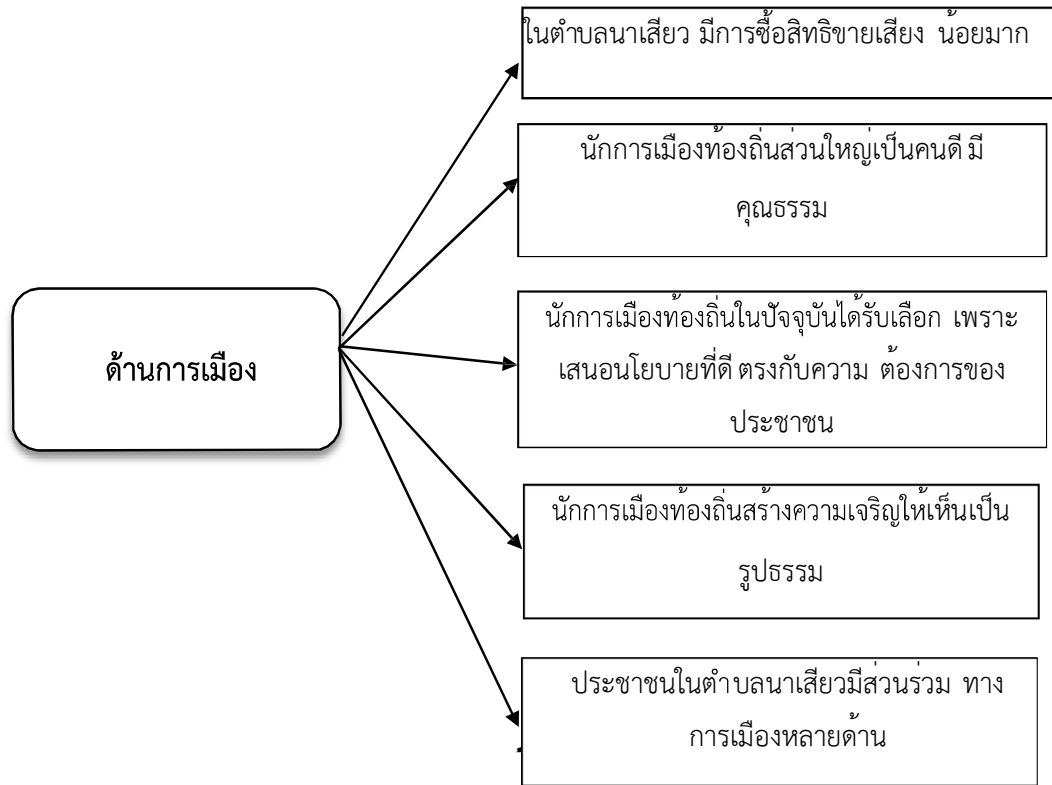 ในตำบลนาเสียว มีการซื้อสิทธิขายเสียง น้อยมาก
นักการเมืองท้องถิ่นส่วนใหญ่เป็นคนดี มี
คุณธรรม
ด้านการเมือง
นักการเมืองท้องถิ่นในปัจจุบันได้รับเลือก เพราะ
เสนอนโยบายที่ดี ตรงกับความ ต้องการของ
ประชาชน
นักการเมืองท้องถิ่นสร้างความเจริญให้เห็นเป็น
รูปธรรม
ประชาชนในตำบลนาเสียวมีส่วนร่วม ทาง
การเมืองหลายด้าน